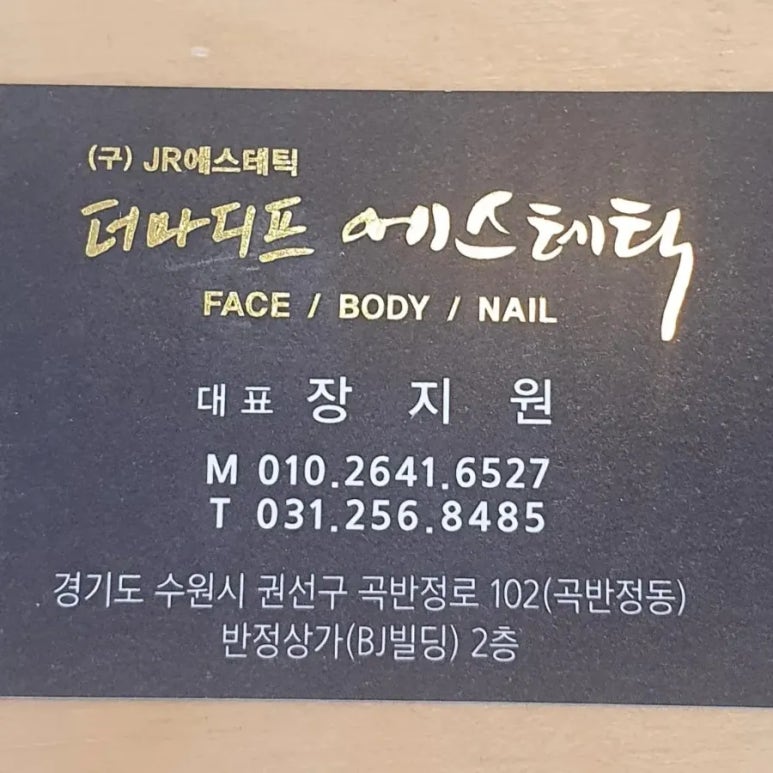 (구) JR에스테틱
더마디프 에스테틱
FACE / BODY / NAIL
대표 장 지 원
M 010.2641.6527
T 031.256.8485
경기도 수원시 권선구 곡반정로 102(곡반정동)
반정상가(BJ빌딩) 2층